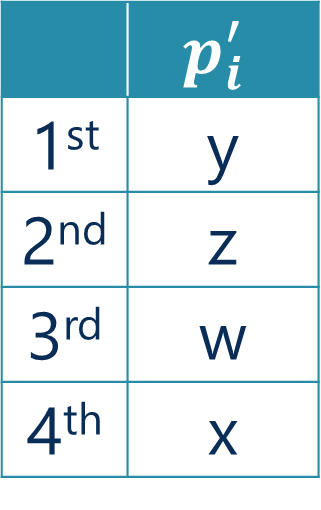 p′ᵢ
1st y
2nd z
3rd w
4th x